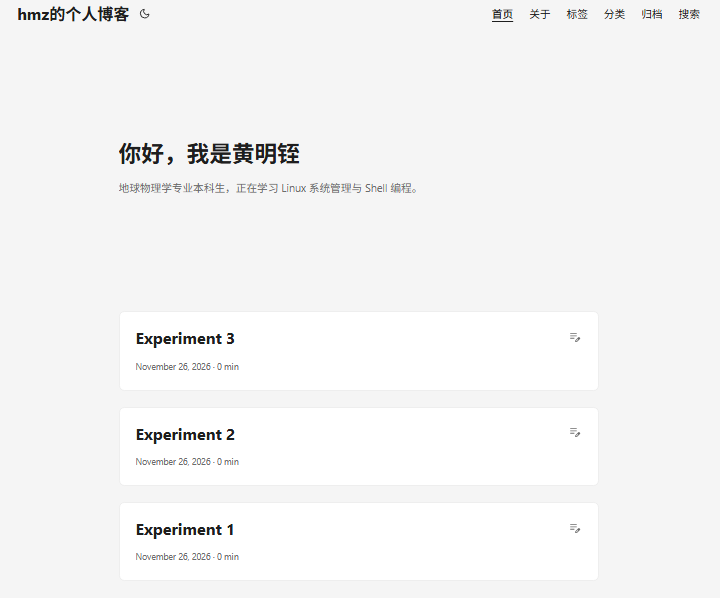 hmz的个人博客
首页 关于 标签 分类 归档 搜索
你好，我是黄明铚
地球物理学专业本科生，正在学习 Linux 系统管理与 Shell 编程。
Experiment 3
November 26, 2026 · 0 min
Experiment 2
November 26, 2026 · 0 min
Experiment 1
November 26, 2026 · 0 min